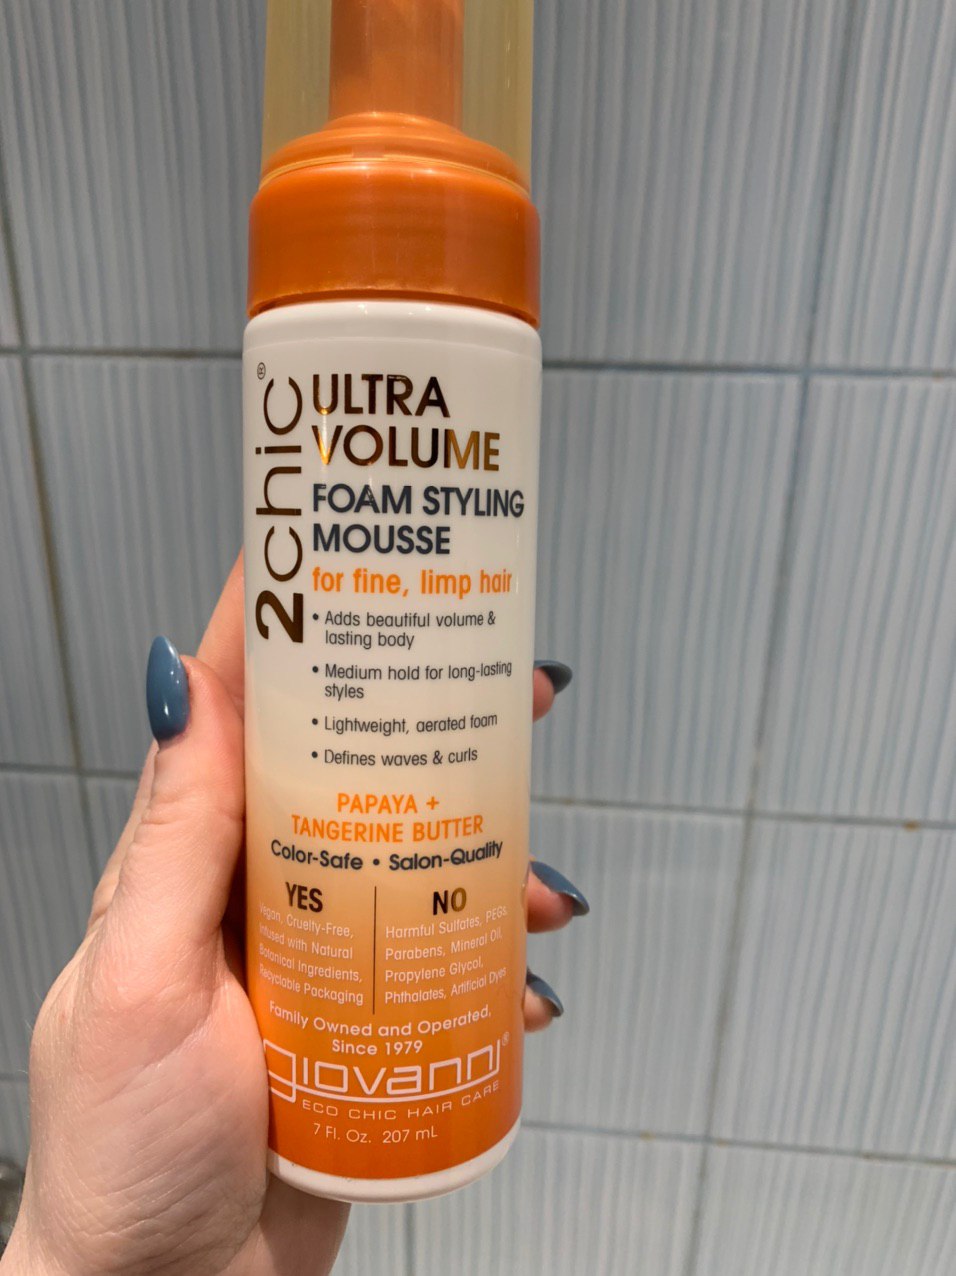 2chic®
ULTRA
VOLUME
FOAM STYLING
MOUSSE
for fine, limp hair
• Adds beautiful volume &
lasting body
• Medium hold for long-lasting
styles
• Lightweight, aerated foam
• Defines waves & curls
PAPAYA +
TANGERINE BUTTER
Color-Safe • Salon-Quality
YES
Vegan, Cruelty-Free,
Infused with Natural
Botanical Ingredients,
Recyclable Packaging
NO
Harmful Sulfates, PEGs,
Parabens, Mineral Oil,
Propylene Glycol,
Phthalates, Artificial Dyes
Family Owned and Operated,
Since 1979
giovanni®
ECO CHIC HAIR CARE
7 Fl. Oz. 207 mL